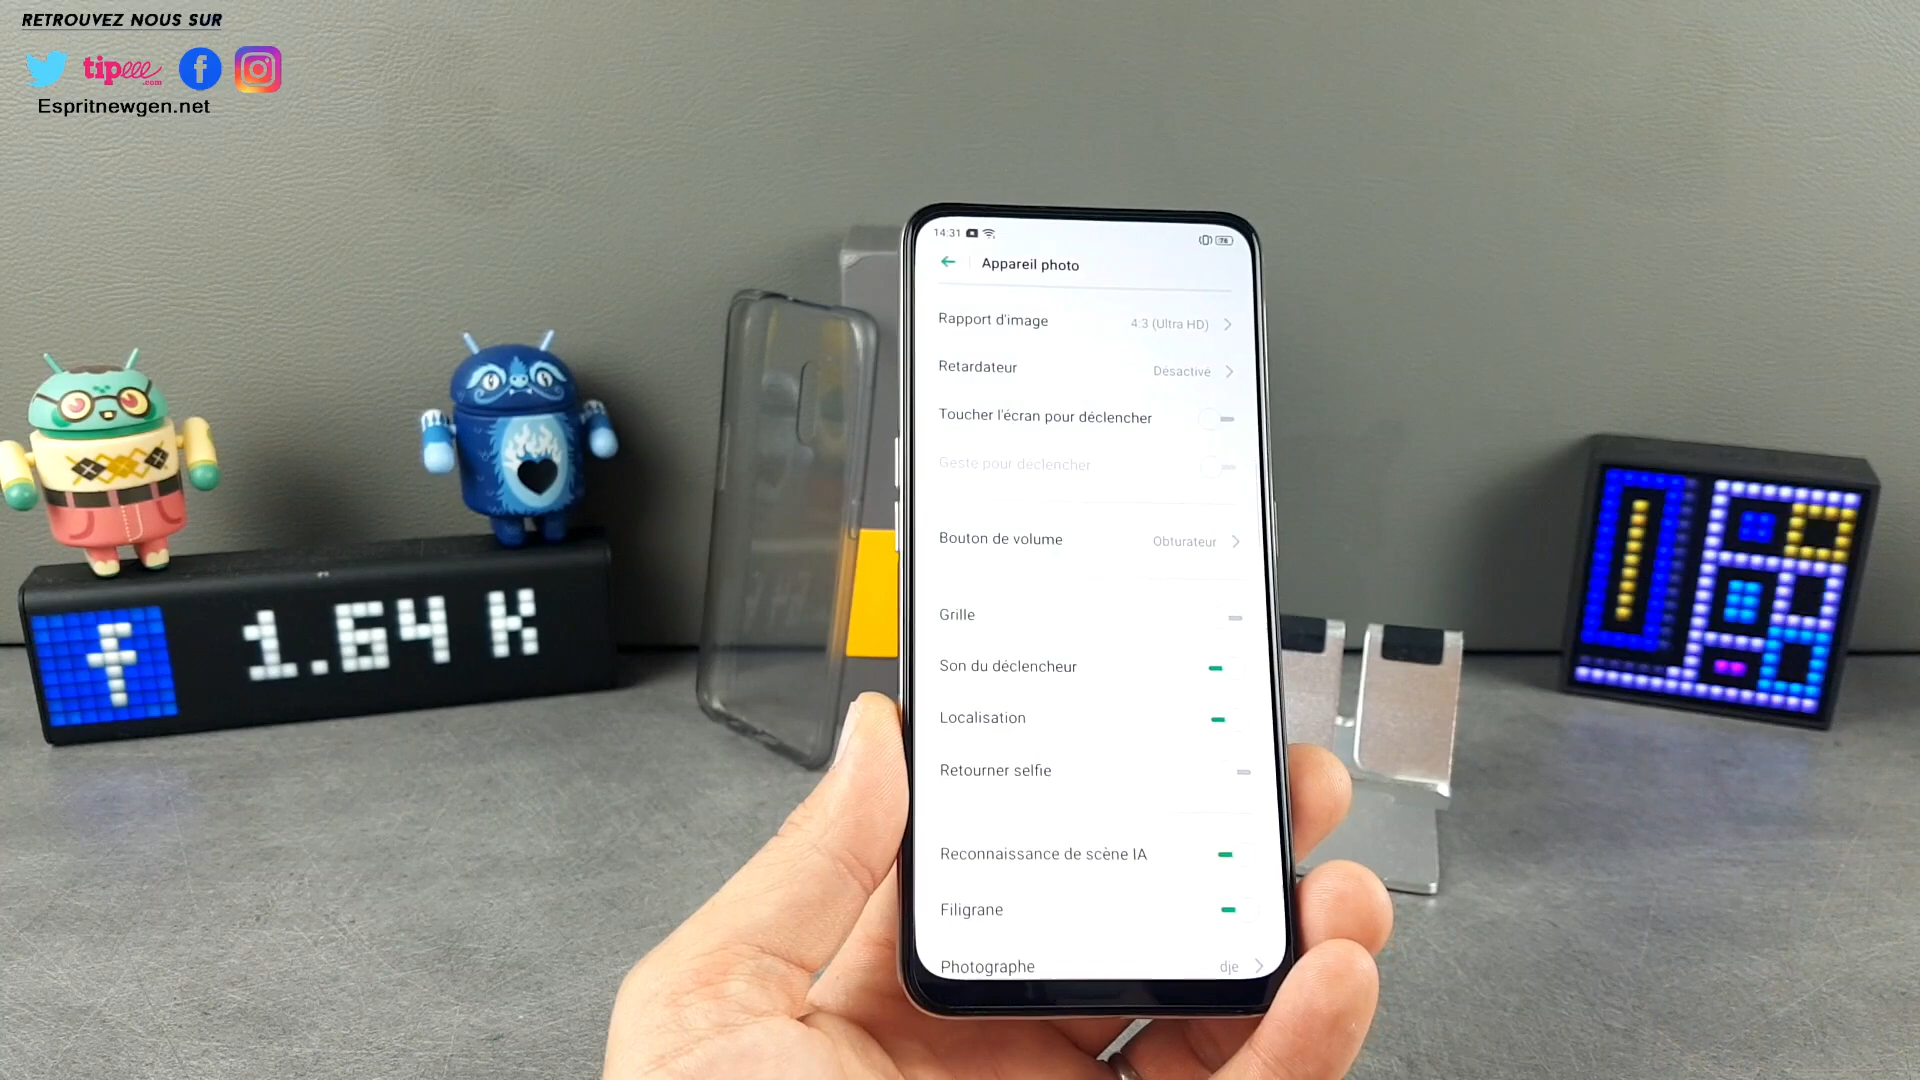 RETROUVEZ NOUS SUR
tipeee
.com
Espritnewgen.net
1.64 K
14:31
76
Appareil photo
Rapport d'image 4:3 (Ultra HD)
Retardateur Désactivé
Toucher l'écran pour déclencher
Geste pour déclencher
Bouton de volume Obturateur
Grille
Son du déclencheur
Localisation
Retourner selfie
Reconnaissance de scène IA
Filigrane
Photographe dje